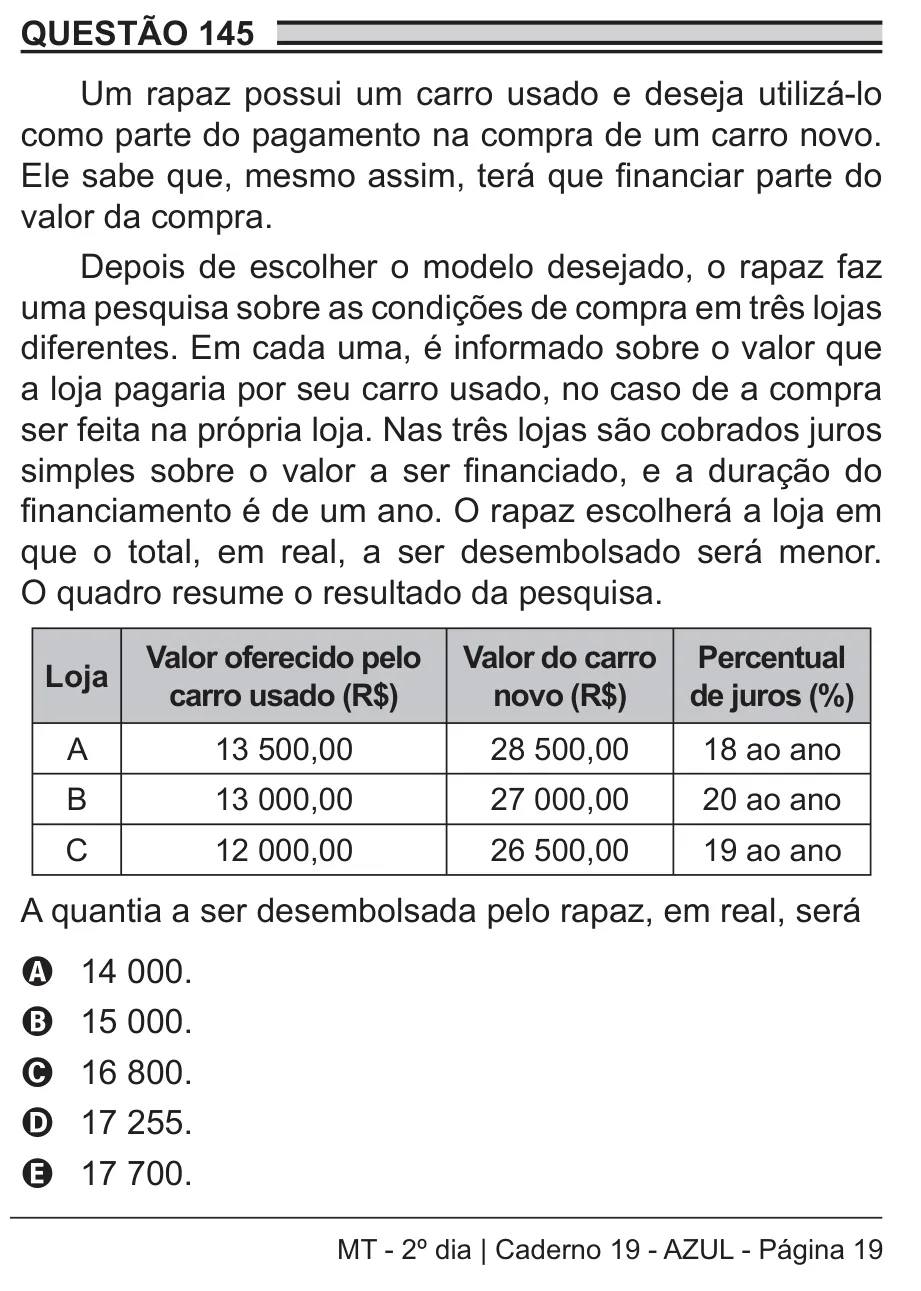 QUESTÃO 145
Um rapaz possui um carro usado e deseja utilizá-lo
como parte do pagamento na compra de um carro novo.
Ele sabe que, mesmo assim, terá que financiar parte do
valor da compra.
Depois de escolher o modelo desejado, o rapaz faz
uma pesquisa sobre as condições de compra em três lojas
diferentes. Em cada uma, é informado sobre o valor que
a loja pagaria por seu carro usado, no caso de a compra
ser feita na própria loja. Nas três lojas são cobrados juros
simples sobre o valor a ser financiado, e a duração do
financiamento é de um ano. O rapaz escolherá a loja em
que o total, em real, a ser desembolsado será menor.
O quadro resume o resultado da pesquisa.
Loja | Valor oferecido pelo carro usado (R$) | Valor do carro novo (R$) | Percentual de juros (%)
A | 13 500,00 | 28 500,00 | 18 ao ano
B | 13 000,00 | 27 000,00 | 20 ao ano
C | 12 000,00 | 26 500,00 | 19 ao ano
A quantia a ser desembolsada pelo rapaz, em real, será
A 14 000.
B 15 000.
C 16 800.
D 17 255.
E 17 700.
MT - 2º dia | Caderno 19 - AZUL - Página 19